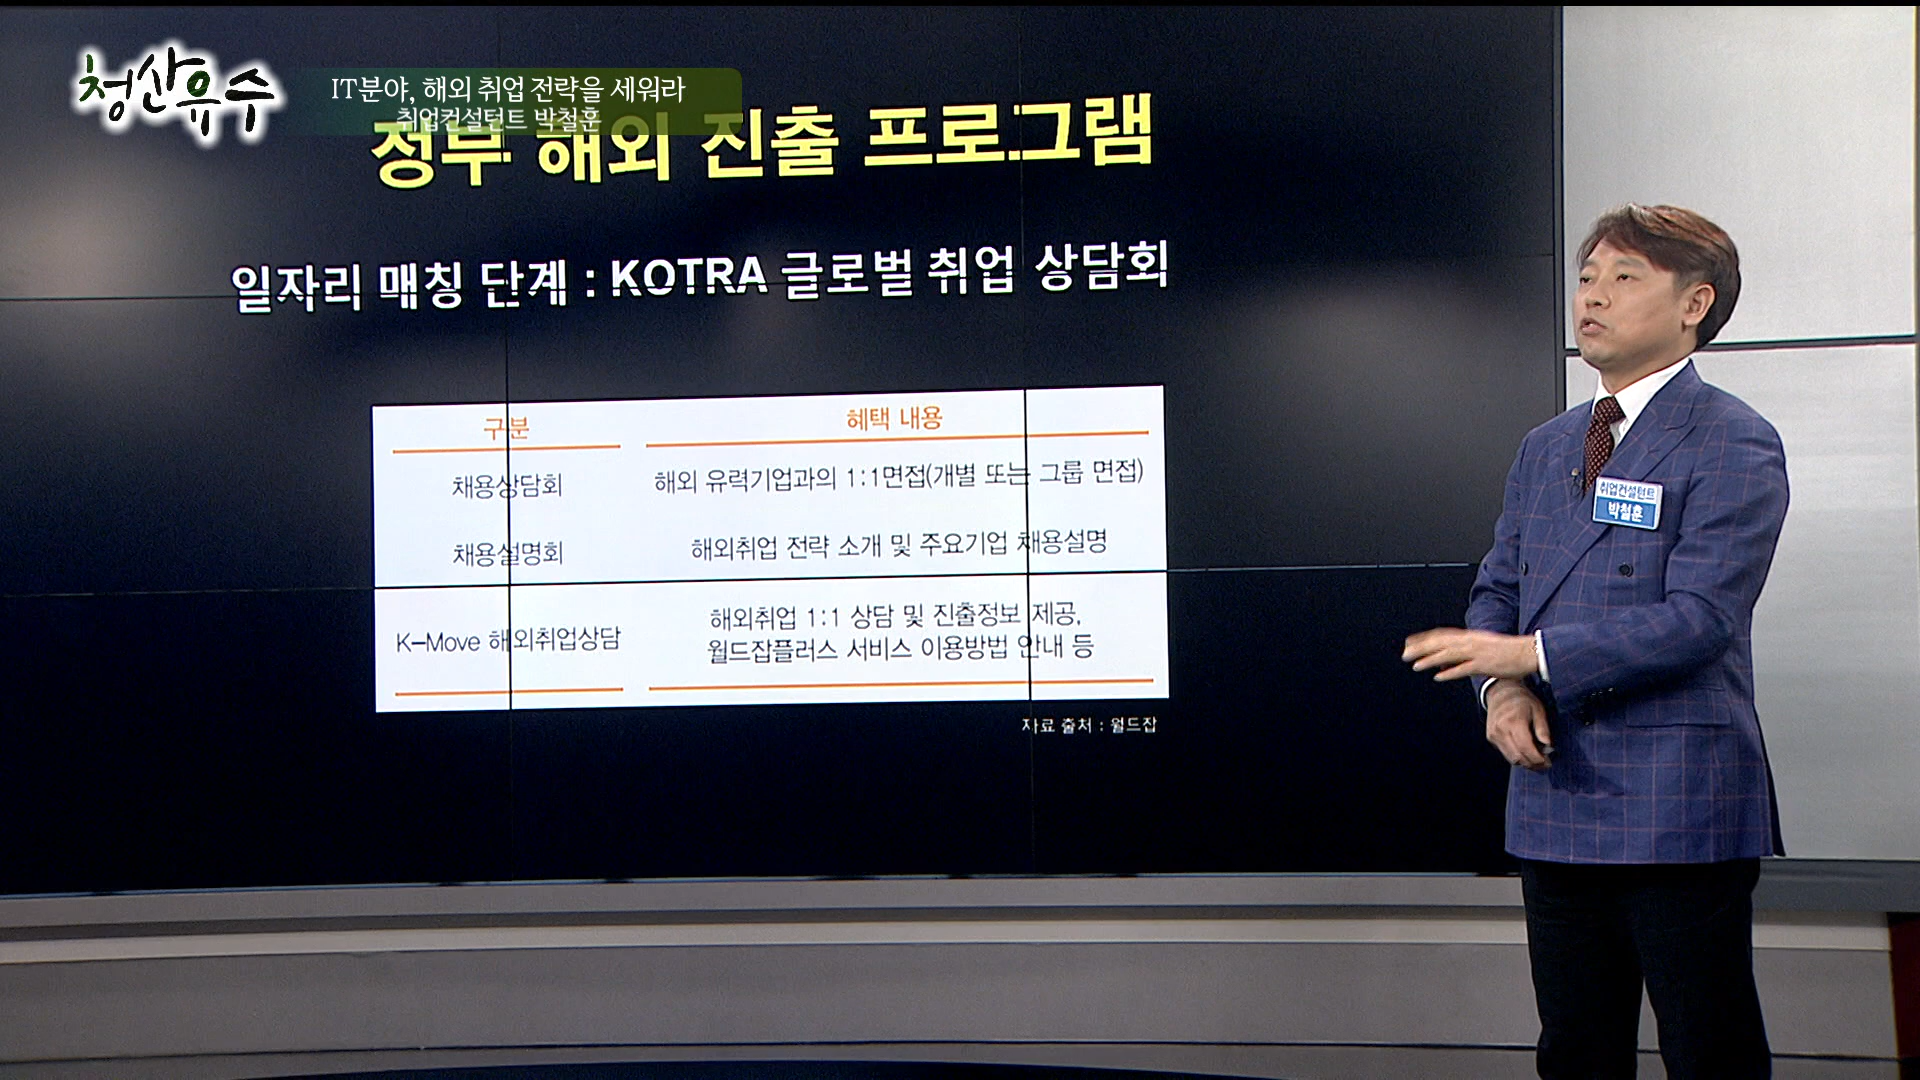 청산유수
IT분야, 해외 취업 전략을 세워라
취업컨설턴트 박철훈
정부 해외 진출 프로그램
일자리 매칭 단계 : KOTRA 글로벌 취업 상담회
구분 혜택 내용
채용상담회 해외 유력기업과의 1:1면접(개별 또는 그룹 면접)
채용설명회 해외취업 전략 소개 및 주요기업 채용설명
K-Move 해외취업상담 해외취업 1:1 상담 및 진출정보 제공,
월드잡플러스 서비스 이용방법 안내 등
자료 출처 : 월드잡
취업컨설턴트
박철훈